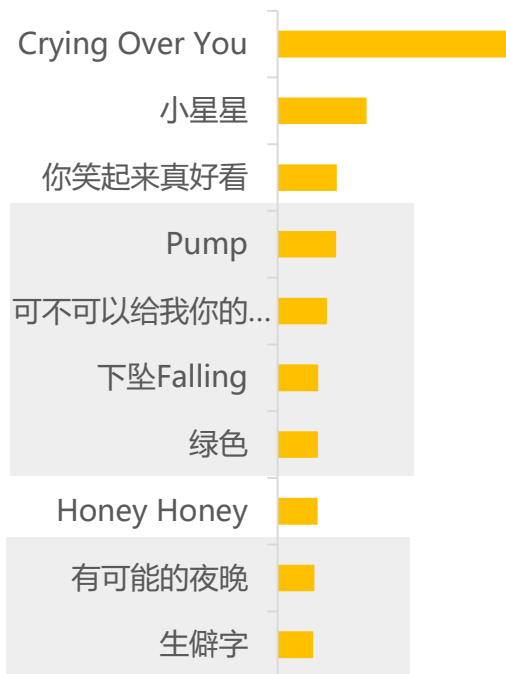 Crying Over You
小星星
你笑起来真好看
Pump
可不可以给我你的...
下坠Falling
绿色
Honey Honey
有可能的夜晚
生僻字